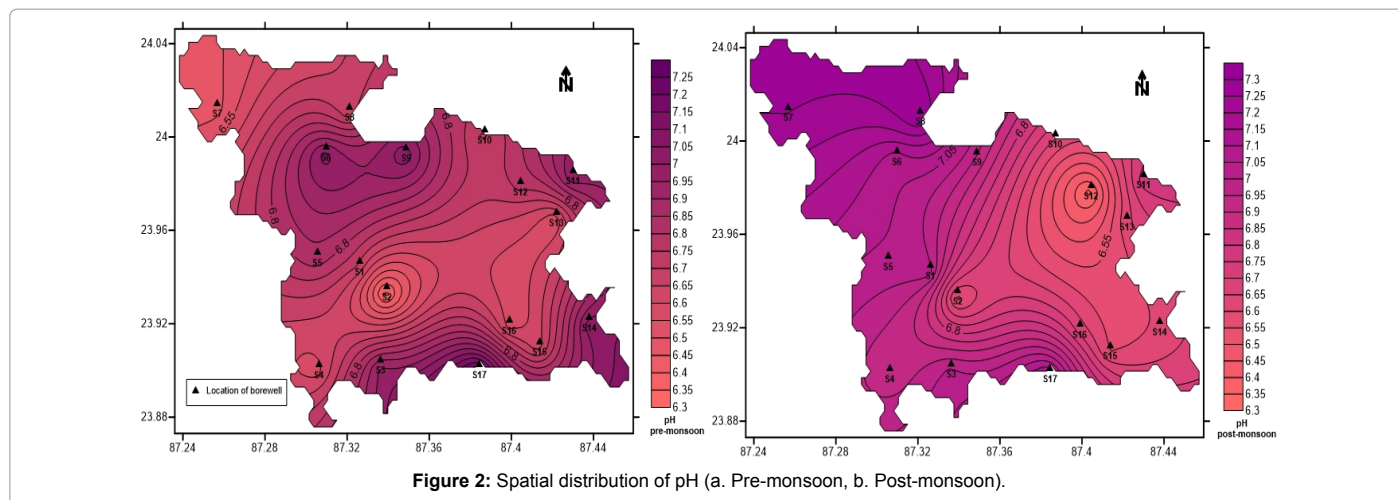 24.04
24
23.96
23.92
23.88
87.24
87.28
87.32
87.36
87.4
87.44
N
S7
6.55
S8
S6
S9
6.8
S10
S11
S12
6.8
S13
6.8
6.8
S5
S1
S2
S16
S14
S15
6.8
S4
6.8
S3
S17
▲ Location of borewell
7.25
7.2
7.15
7.1
7.05
7
6.95
6.9
6.85
6.8
6.75
6.7
6.65
6.6
6.55
6.5
6.45
6.4
6.35
6.3
pH
pre-monsoon
24.04
24
23.96
23.92
23.88
87.24
87.28
87.32
87.36
87.4
87.44
N
S7
S8
S6
7.05
S9
6.8
S10
S11
S12
S13
6.55
S5
S1
S2
6.8
S16
S14
S15
S4
S3
S17
7.3
7.25
7.2
7.15
7.1
7.05
7
6.95
6.9
6.85
6.8
6.75
6.7
6.65
6.6
6.55
6.5
6.45
6.4
6.35
6.3
pH
post-monsoon
Figure 2: Spatial distribution of pH (a. Pre-monsoon, b. Post-monsoon).